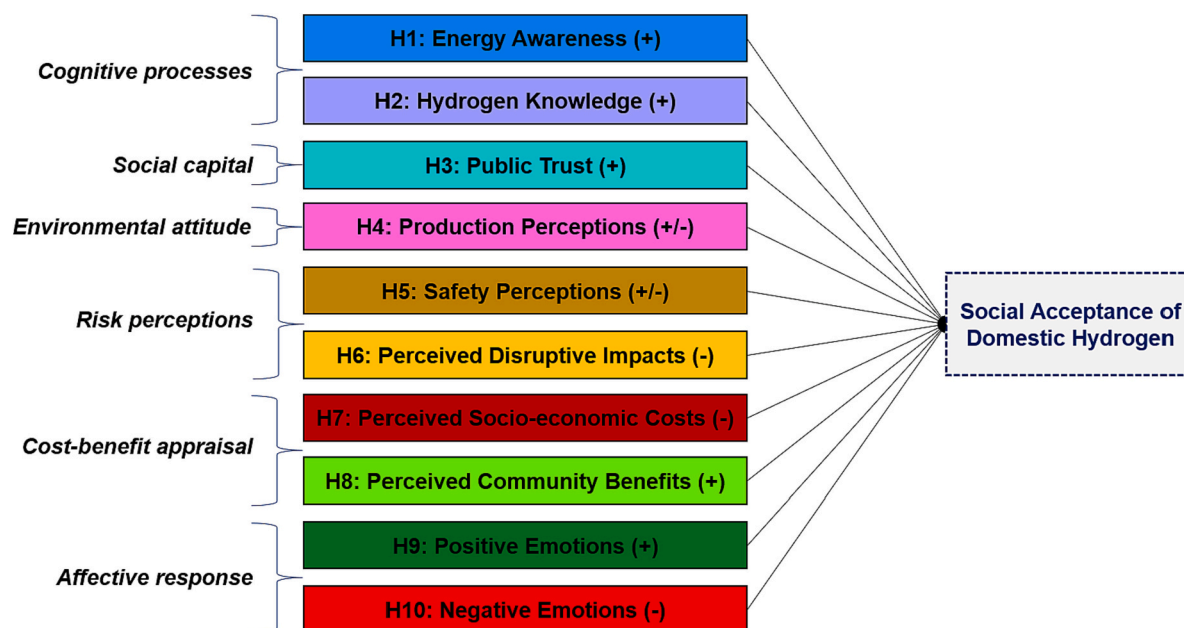 Cognitive processes
H1: Energy Awareness (+)
H2: Hydrogen Knowledge (+)
Social capital
H3: Public Trust (+)
Environmental attitude
H4: Production Perceptions (+/-)
Risk perceptions
H5: Safety Perceptions (+/-)
H6: Perceived Disruptive Impacts (-)
Cost-benefit appraisal
H7: Perceived Socio-economic Costs (-)
H8: Perceived Community Benefits (+)
Affective response
H9: Positive Emotions (+)
H10: Negative Emotions (-)
Social Acceptance of
Domestic Hydrogen